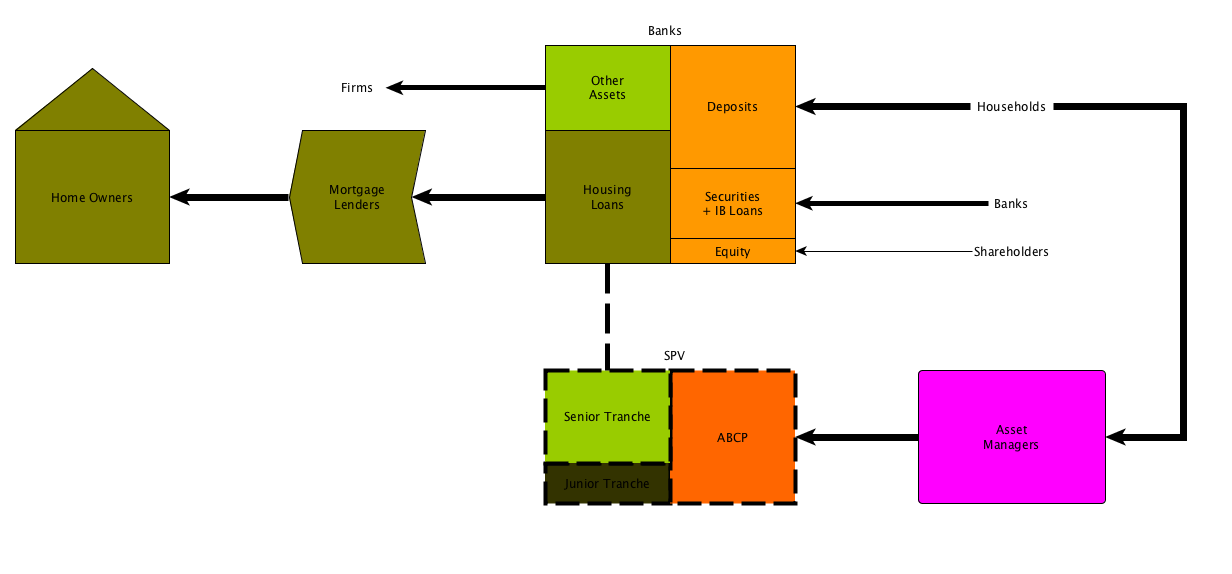 Banks
Other
Assets
Firms
Deposits
Households
Home Owners
Mortgage
Lenders
Housing
Loans
Securities
+ IB Loans
Banks
Equity
Shareholders
SPV
Senior Tranche
ABCP
Asset
Managers
Junior Tranche